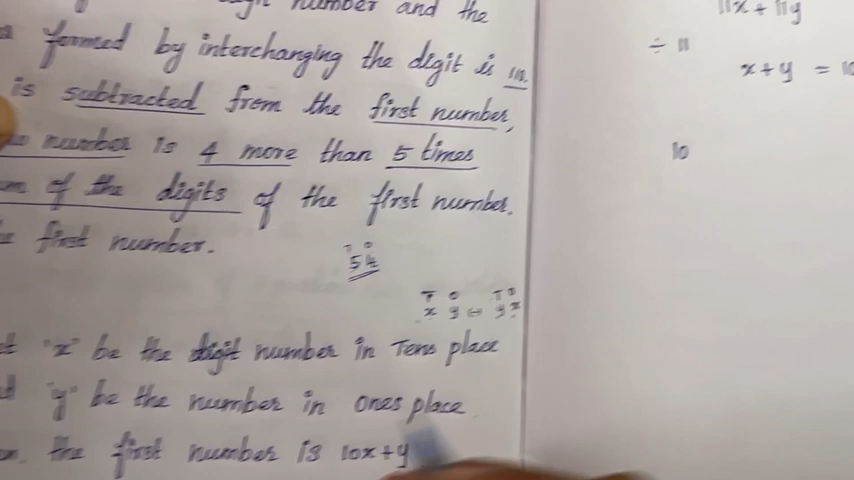 number and the
formed by interchanging the digit is 110.
is subtracted from the first number,
number is 4 more than 5 times
of the digits of the first number.
first number.
T O
54
T O T O
x y ↔ y x
"x" be the digit number in Tens place
"y" be the number in ones place
the first number is 10x+y
11x + 11y
÷ 11
x+y = 10
10